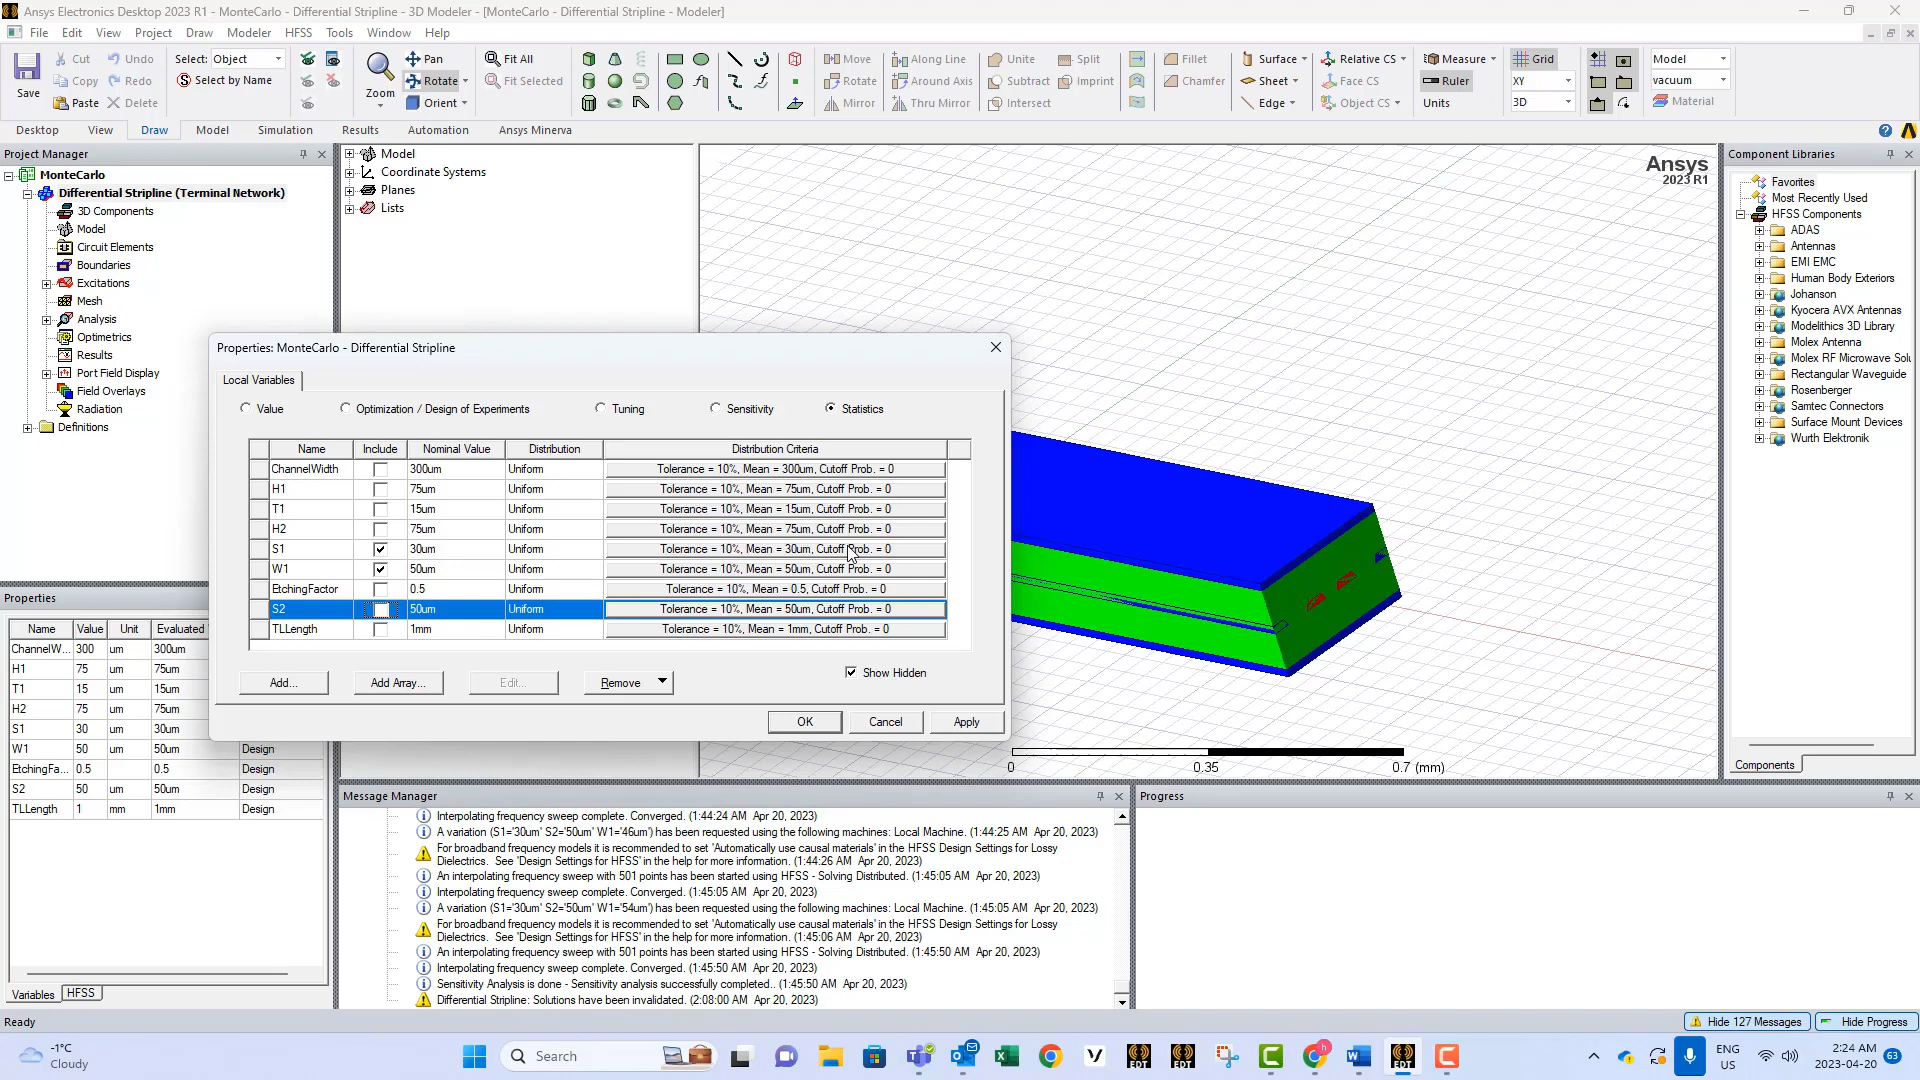 Ansys Electronics Desktop 2023 R1 - MonteCarlo - Differential Stripline - 3D Modeler - [MonteCarlo - Differential Stripline - Modeler]
File Edit View Project Draw Modeler HFSS Tools Window Help
Save Cut Copy Paste Undo Redo Delete
Select: Object
Select by Name
Zoom Pan Rotate Orient Fit All Fit Selected
Move Rotate Mirror Along Line Around Axis Thru Mirror
Unite Subtract Intersect Split Imprint Fillet Chamfer
Surface Sheet Edge Relative CS Face CS Object CS
Measure Ruler Units Grid XY 3D Model vacuum Material
Desktop View Draw Model Simulation Results Automation Ansys Minerva
Project Manager
MonteCarlo
Differential Stripline (Terminal Network)
3D Components
Model
Circuit Elements
Boundaries
Excitations
Mesh
Analysis
Optimetrics
Results
Port Field Display
Field Overlays
Radiation
Definitions
Model
Coordinate Systems
Planes
Lists
Ansys
2023 R1
0 0.35 0.7 (mm)
Component Libraries
Favorites
Most Recently Used
HFSS Components
ADAS
Antennas
EMI EMC
Human Body Exteriors
Johanson
Kyocera AVX Antennas
Modelithics 3D Library
Molex Antenna
Molex RF Microwave Solu
Rectangular Waveguide
Rosenberger
Samtec Connectors
Surface Mount Devices
Wurth Elektronik
Components
Properties: MonteCarlo - Differential Stripline
Local Variables
Value Optimization / Design of Experiments Tuning Sensitivity Statistics
Name Include Nominal Value Distribution Distribution Criteria
ChannelWidth 300um Uniform Tolerance = 10%, Mean = 300um, Cutoff Prob. = 0
H1 75um Uniform Tolerance = 10%, Mean = 75um, Cutoff Prob. = 0
T1 15um Uniform Tolerance = 10%, Mean = 15um, Cutoff Prob. = 0
H2 75um Uniform Tolerance = 10%, Mean = 75um, Cutoff Prob. = 0
S1 30um Uniform Tolerance = 10%, Mean = 30um, Cutoff Prob. = 0
W1 50um Uniform Tolerance = 10%, Mean = 50um, Cutoff Prob. = 0
EtchingFactor 0.5 Uniform Tolerance = 10%, Mean = 0.5, Cutoff Prob. = 0
S2 50um Uniform Tolerance = 10%, Mean = 50um, Cutoff Prob. = 0
TLLength 1mm Uniform Tolerance = 10%, Mean = 1mm, Cutoff Prob. = 0
Add... Add Array... Edit... Remove Show Hidden
OK Cancel Apply
Properties
Name Value Unit Evaluated
ChannelW... 300 um 300um
H1 75 um 75um
T1 15 um 15um
H2 75 um 75um
S1 30 um 30um
W1 50 um 50um Design
EtchingFa... 0.5 0.5 Design
S2 50 um 50um Design
TLLength 1 mm 1mm Design
Variables HFSS
Message Manager
Interpolating frequency sweep complete. Converged. (1:44:24 AM Apr 20, 2023)
A variation (S1='30um' S2='50um' W1='46um') has been requested using the following machines: Local Machine. (1:44:25 AM Apr 20, 2023)
For broadband frequency models it is recommended to set 'Automatically use causal materials' in the HFSS Design Settings for Lossy
Dielectrics. See 'Design Settings for HFSS' in the help for more information. (1:44:26 AM Apr 20, 2023)
An interpolating frequency sweep with 501 points has been started using HFSS - Solving Distributed. (1:45:05 AM Apr 20, 2023)
Interpolating frequency sweep complete. Converged. (1:45:05 AM Apr 20, 2023)
A variation (S1='30um' S2='50um' W1='54um') has been requested using the following machines: Local Machine. (1:45:05 AM Apr 20, 2023)
For broadband frequency models it is recommended to set 'Automatically use causal materials' in the HFSS Design Settings for Lossy
Dielectrics. See 'Design Settings for HFSS' in the help for more information. (1:45:06 AM Apr 20, 2023)
An interpolating frequency sweep with 501 points has been started using HFSS - Solving Distributed. (1:45:50 AM Apr 20, 2023)
Interpolating frequency sweep complete. Converged. (1:45:50 AM Apr 20, 2023)
Sensitivity Analysis is done - Sensitivity analysis successfully completed.. (1:45:50 AM Apr 20, 2023)
Differential Stripline: Solutions have been invalidated. (2:08:00 AM Apr 20, 2023)
Progress
Ready
Hide 127 Messages Hide Progress
-1°C
Cloudy
Search
EDT EDT EDT
ENG
US
2:24 AM
2023-04-20
63